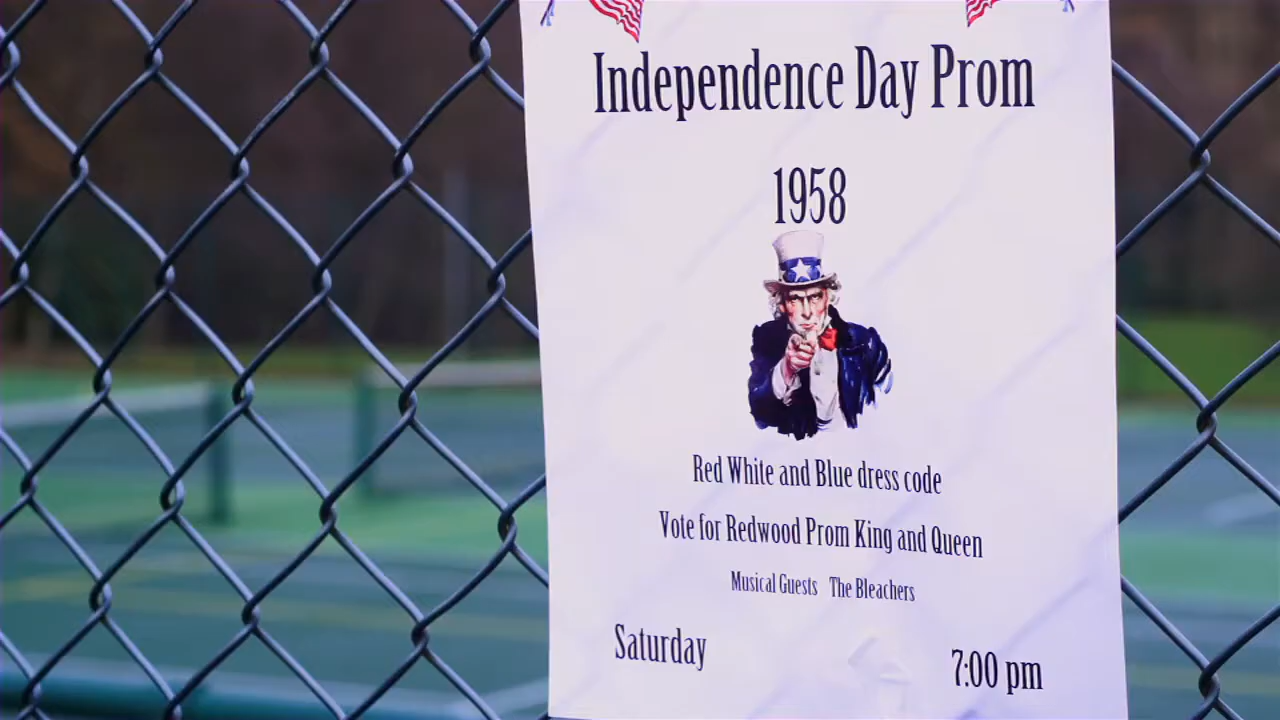 Independence Day Prom
1958
Red White and Blue dress code
Vote for Redwood Prom King and Queen
Musical Guests The Bleachers
Saturday
7:00 pm